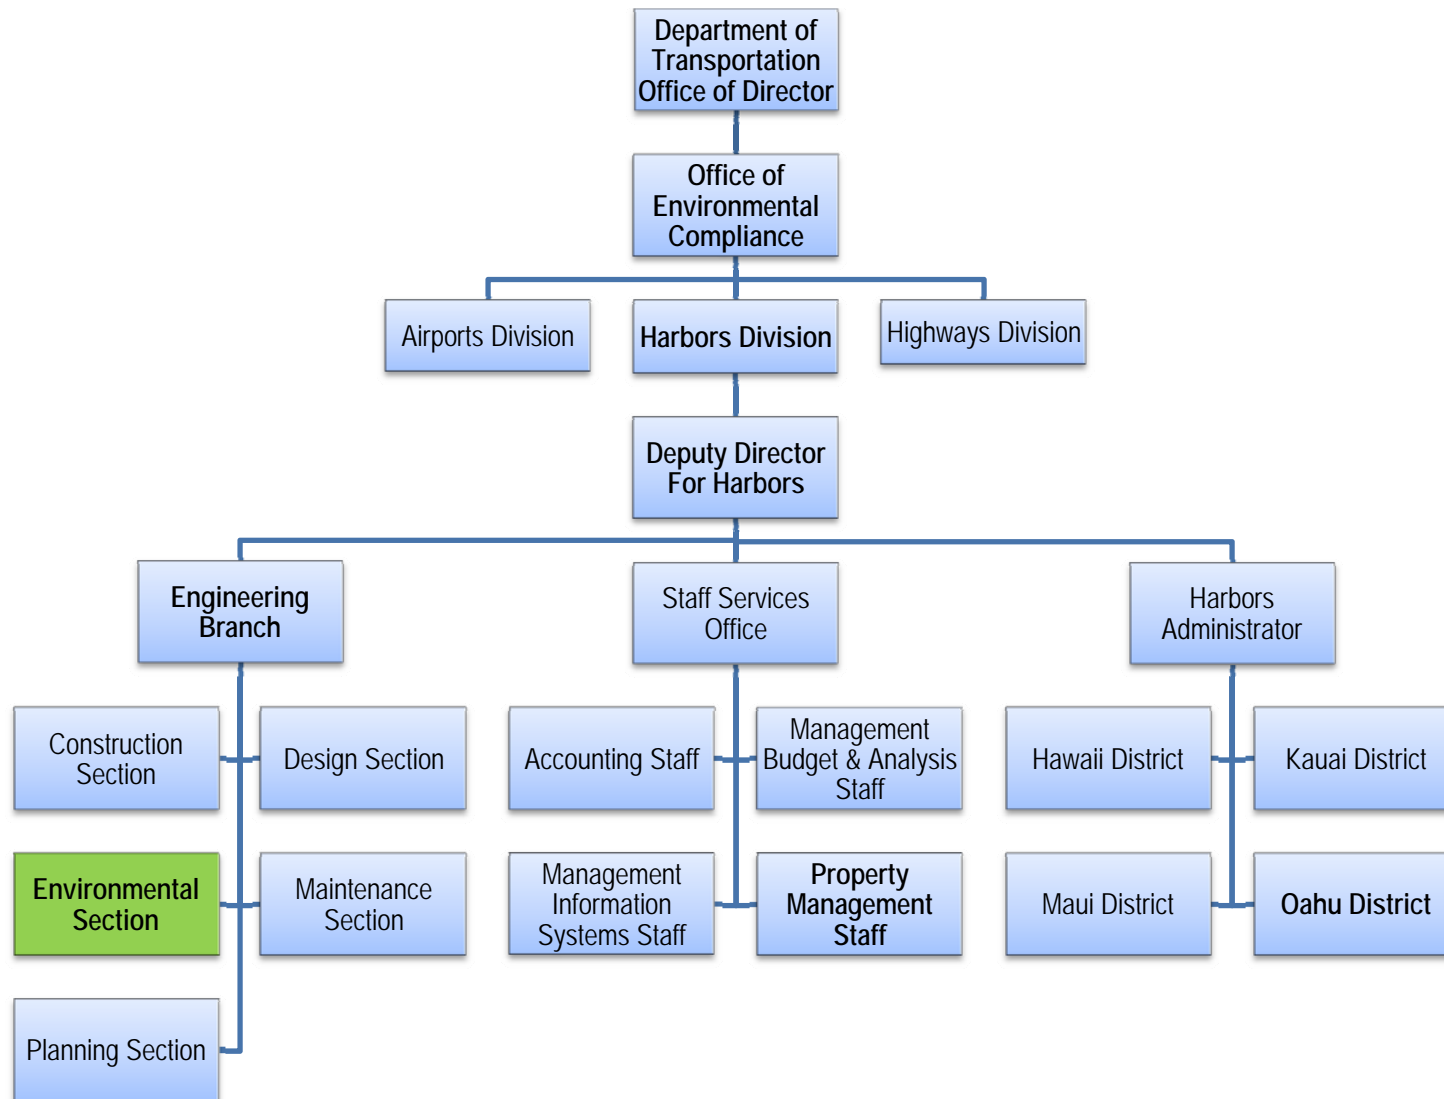 Department of
Transportation
Office of Director
Office of
Environmental
Compliance
Airports Division
Harbors Division
Highways Division
Deputy Director
For Harbors
Engineering
Branch
Staff Services
Office
Harbors
Administrator
Construction
Section
Design Section
Accounting Staff
Management
Budget & Analysis
Staff
Hawaii District
Kauai District
Environmental
Section
Maintenance
Section
Management
Information
Systems Staff
Property
Management
Staff
Maui District
Oahu District
Planning Section